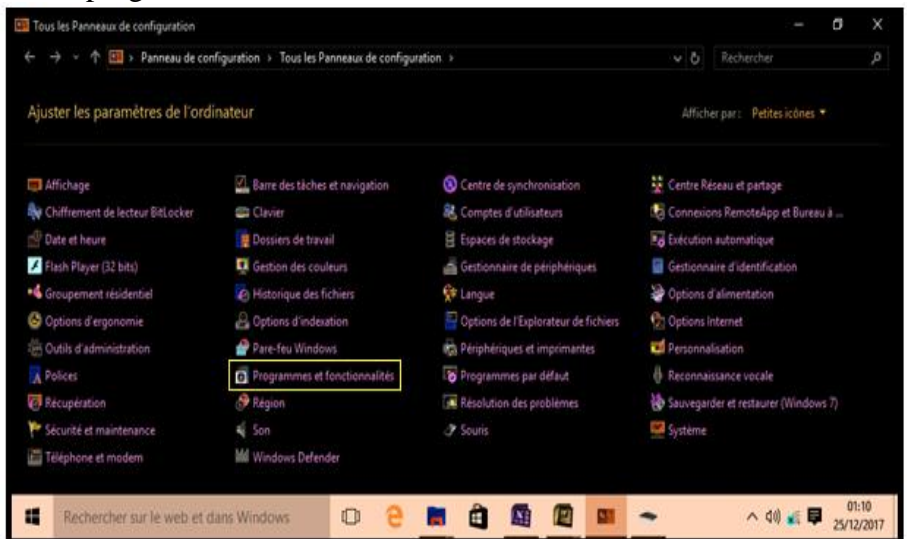 Tous les Panneaux de configuration
Panneau de configuration > Tous les Panneaux de configuration >
Rechercher
Ajuster les paramètres de l'ordinateur
Afficher par : Petites icônes
Affichage
Barre des tâches et navigation
Centre de synchronisation
Centre Réseau et partage
Chiffrement de lecteur BitLocker
Clavier
Comptes d'utilisateurs
Connexions RemoteApp et Bureau à ...
Date et heure
Dossiers de travail
Espaces de stockage
Exécution automatique
Flash Player (32 bits)
Gestion des couleurs
Gestionnaire de périphériques
Gestionnaire d'identification
Groupement résidentiel
Historique des fichiers
Langue
Options d'alimentation
Options d'ergonomie
Options d'indexation
Options de l'Explorateur de fichiers
Options Internet
Outils d'administration
Pare-feu Windows
Périphériques et imprimantes
Personnalisation
Polices
Programmes et fonctionnalités
Programmes par défaut
Reconnaissance vocale
Récupération
Région
Résolution des problèmes
Sauvegarder et restaurer (Windows 7)
Sécurité et maintenance
Son
Souris
Système
Téléphone et modem
Windows Defender
Rechercher sur le web et dans Windows
01:10
25/12/2017